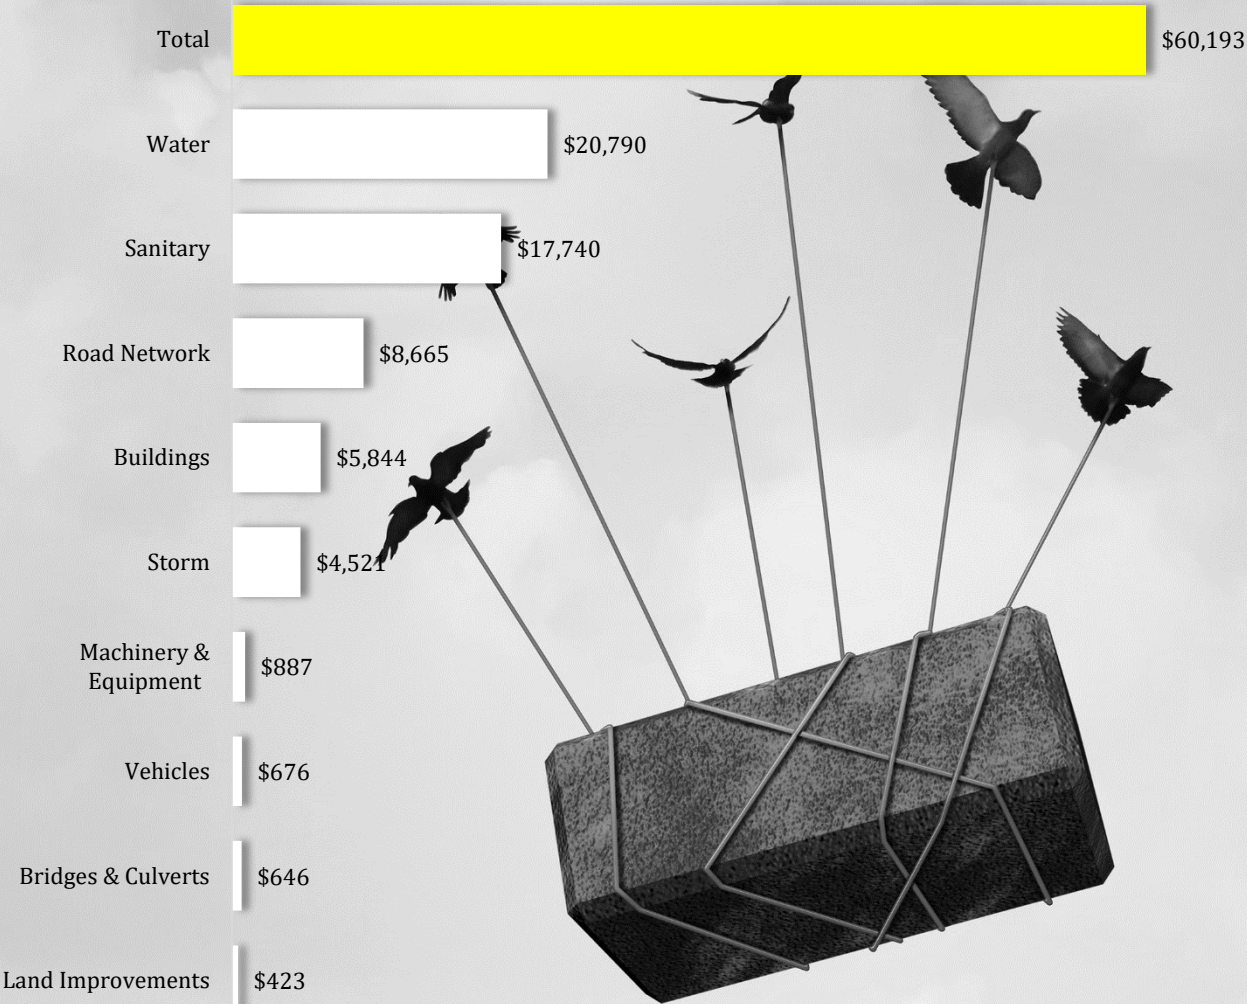 Total $60,193
Water $20,790
Sanitary $17,740
Road Network $8,665
Buildings $5,844
Storm $4,521
Machinery &
Equipment $887
Vehicles $676
Bridges & Culverts $646
Land Improvements $423